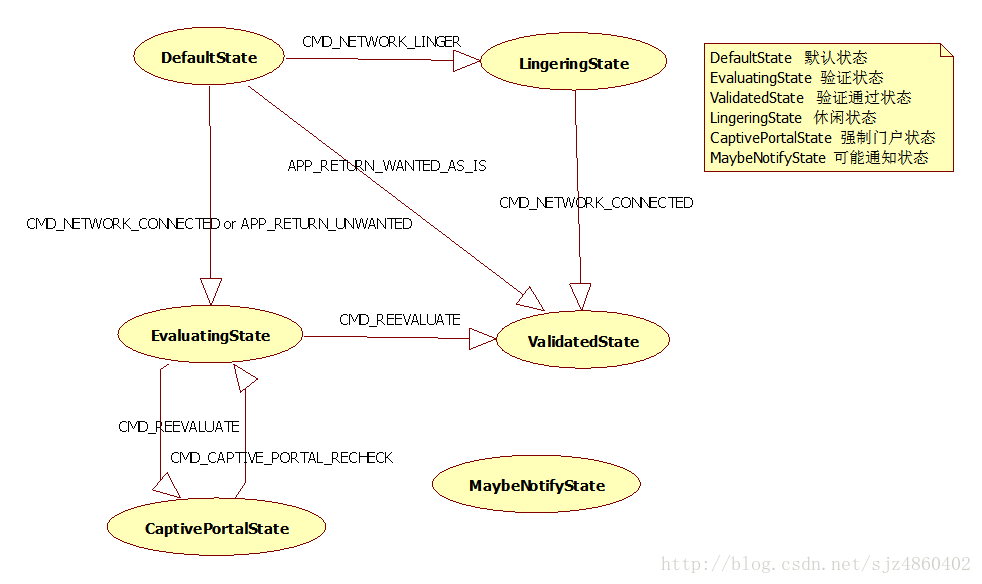 CMD_NETWORK_LINGER
DefaultState
LingeringState
DefaultState 默认状态
EvaluatingState 验证状态
ValidatedState 验证通过状态
LingeringState 休闲状态
CaptivePortalState 强制门户状态
MaybeNotifyState 可能通知状态
APP_RETURN_WANTED_AS_IS
CMD_NETWORK_CONNECTED
CMD_NETWORK_CONNECTED or APP_RETURN_UNWANTED
CMD_REEVALUATE
EvaluatingState
ValidatedState
CMD_REEVALUATE
CMD_CAPTIVE_PORTAL_RECHECK
MaybeNotifyState
CaptivePortalState
http://blog.csdn.net/sjz4860402